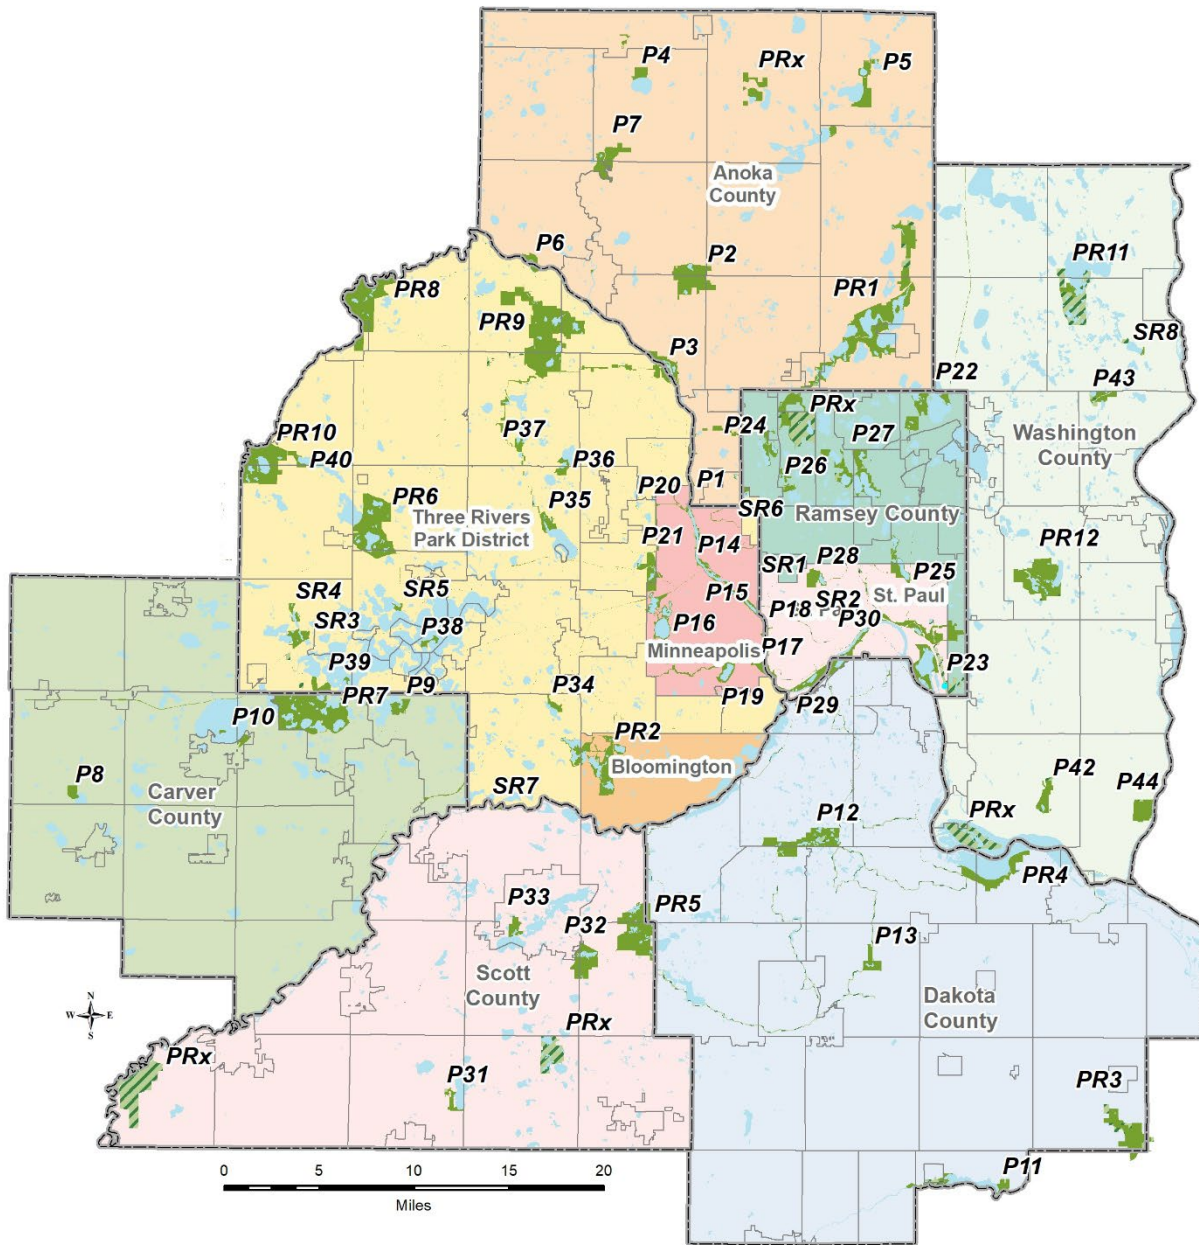 P4
PRx
P5
P7
Anoka
County
P6
P2
PR11
PR8
PR1
PR9
SR8
P3
P22
P43
PRx
P24
P27
P37
Washington
County
PR10
P40
P36
P26
P1
P20
PR6
P35
SR6
Three Rivers
Park District
Ramsey County
P21
P14
PR12
SR1
P28
P25
SR4
SR5
P15
SR2
St. Paul
Pa
SR3
P38
P16
P18
P30
Minneapolis
P17
P39
P23
P9
PR7
P34
P19
P29
P10
PR2
Bloomington
P8
Carver
County
SR7
P42
P44
P12
PRx
PR4
P33
P32
PR5
P13
Scott
County
Dakota
County
N
W
E
S
PRx
PRx
P31
PR3
0
5
10
15
20
Miles
P11